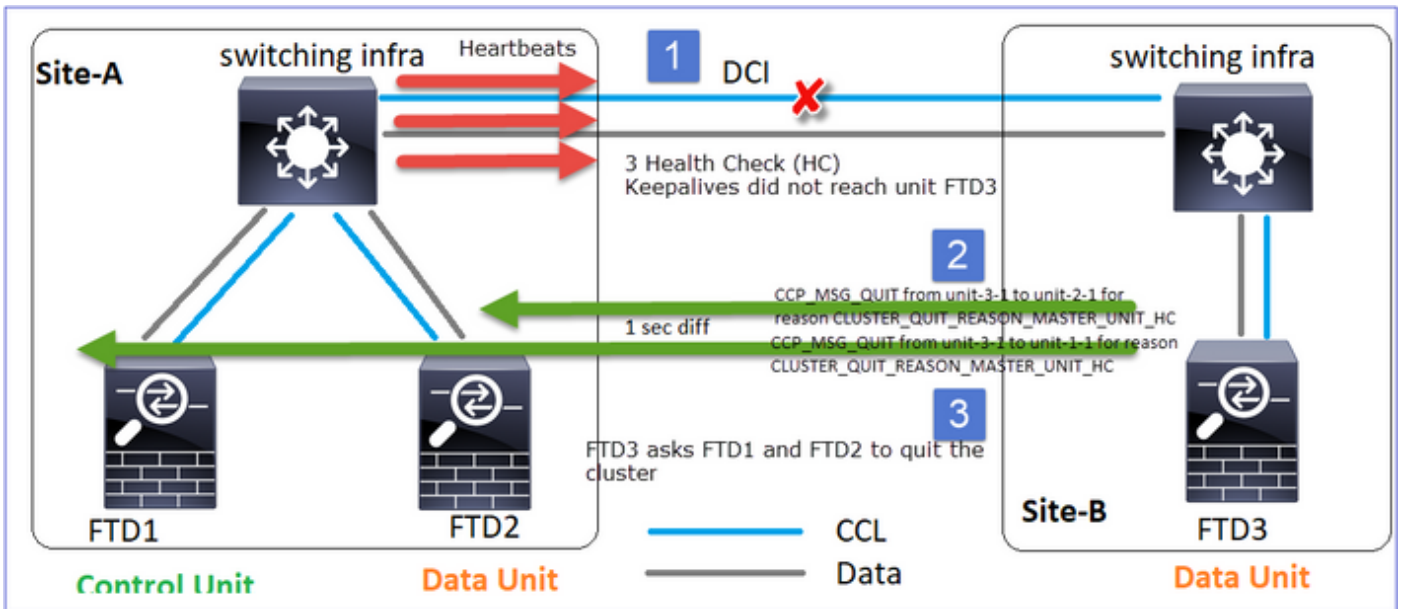 Site-A
switching infra
Heartbeats
1
DCI
switching infra
3 Health Check (HC)
Keepalives did not reach unit FTD3
2
CCP_MSG_QUIT from unit-3-1 to unit-2-1 for
reason CLUSTER_QUIT_REASON_MASTER_UNIT_HC
1 sec diff
CCP_MSG_QUIT from unit-3-1 to unit-1-1 for reason
CLUSTER_QUIT_REASON_MASTER_UNIT_HC
3
FTD3 asks FTD1 and FTD2 to quit the
cluster
Site-B
FTD1
FTD2
FTD3
CCL
Data
Control Unit
Data Unit
Data Unit